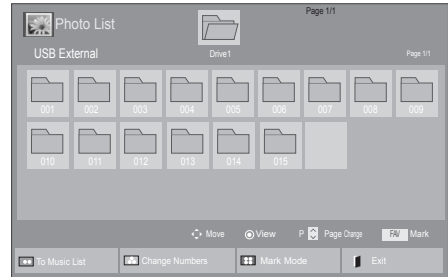 Page 1/1
Photo List
USB External
Drive1
Page 1/1
001 002 003 004 005 006 007 008 009
010 011 012 013 014 015
Move View P Page Change FAV Mark
To Music List Change Numbers Mark Mode Exit